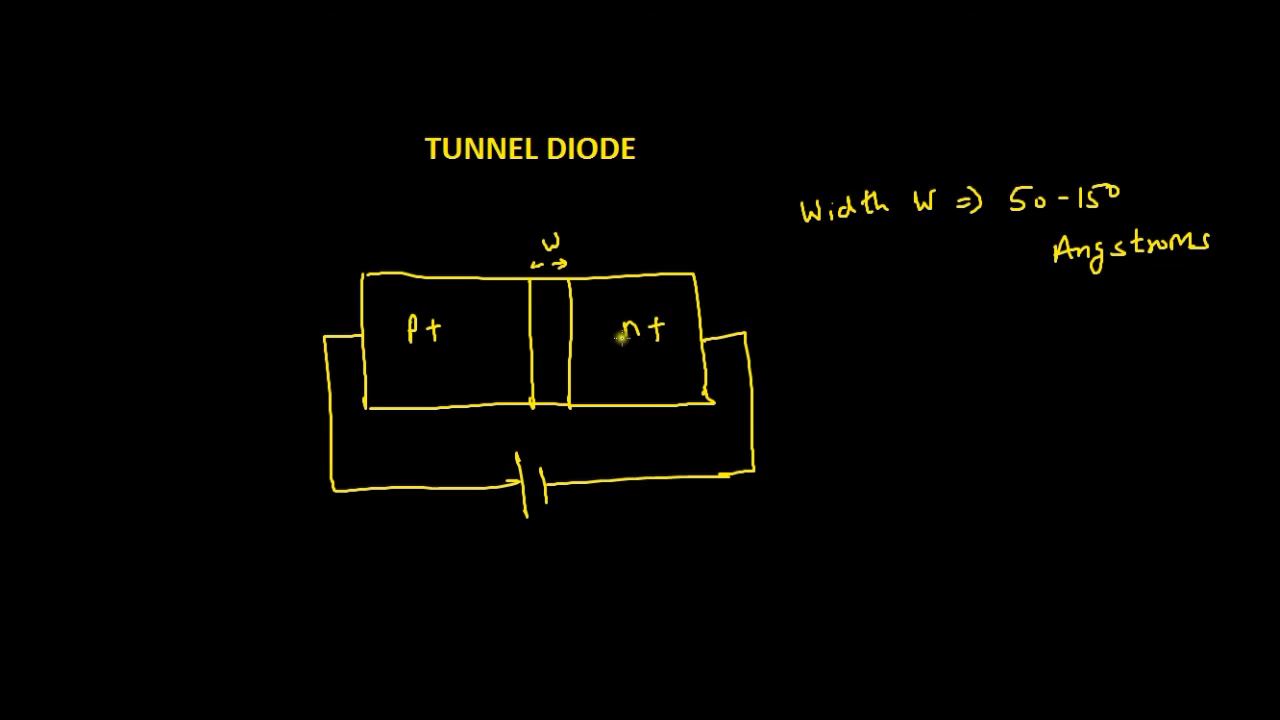 TUNNEL DIODE
Width W => 50-150
Angstroms
W
P+
n+